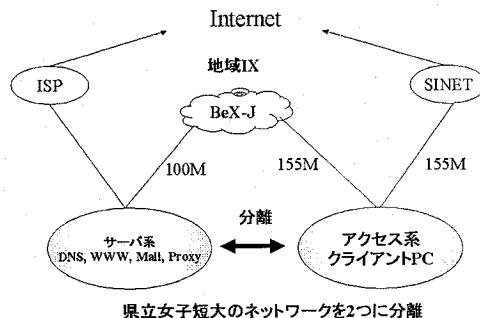 Internet
地域IX
ISP
SINET
BeX-J
100M
155M
155M
分離
サーバ系
DNS, WWW, Mail, Proxy
アクセス系
クライアントPC
県立女子短大のネットワークを2つに分離